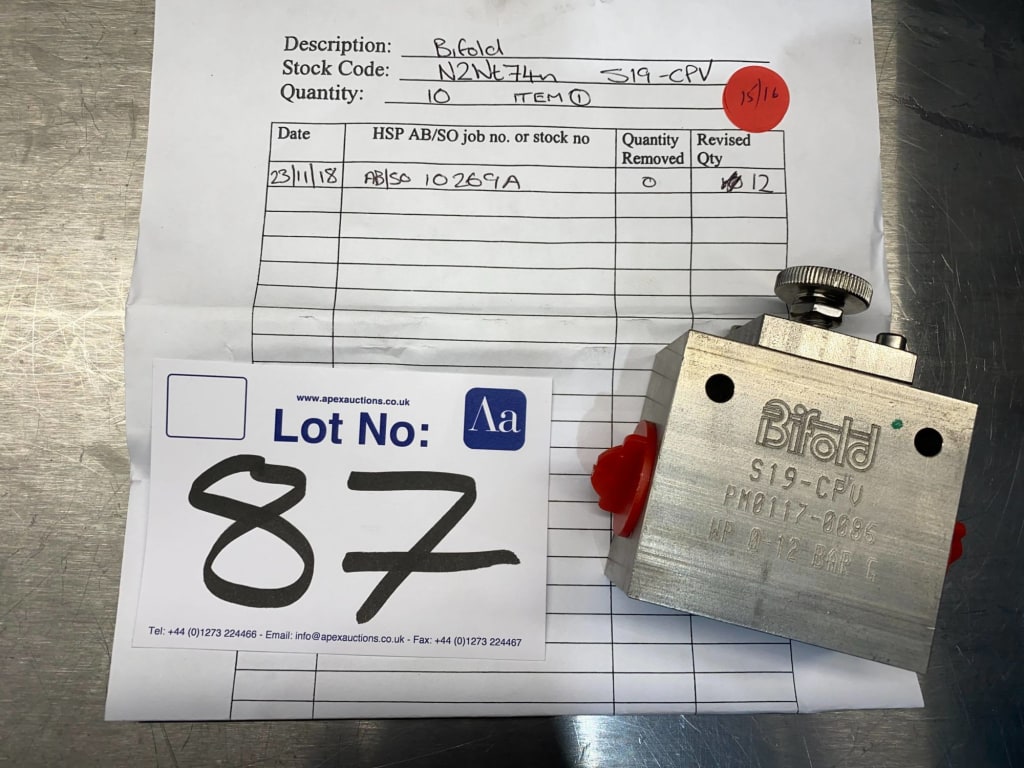 Description: Bifold
Stock Code: N2Nt74n S19-CPV
Quantity: 10 ITEM ①
15/16
Date HSP AB/SO job no. or stock no Quantity Removed Revised Qty
23/11/18 AB/SO 10269A 0 12
www.apexauctions.co.uk
Lot No:
Aa
87
Tel: +44 (0)1273 224466 - Email: info@apexauctions.co.uk - Fax: +44 (0)1273 224467
Bifold
S19-CPV
PM0117-0086
WP 0-12 BAR G